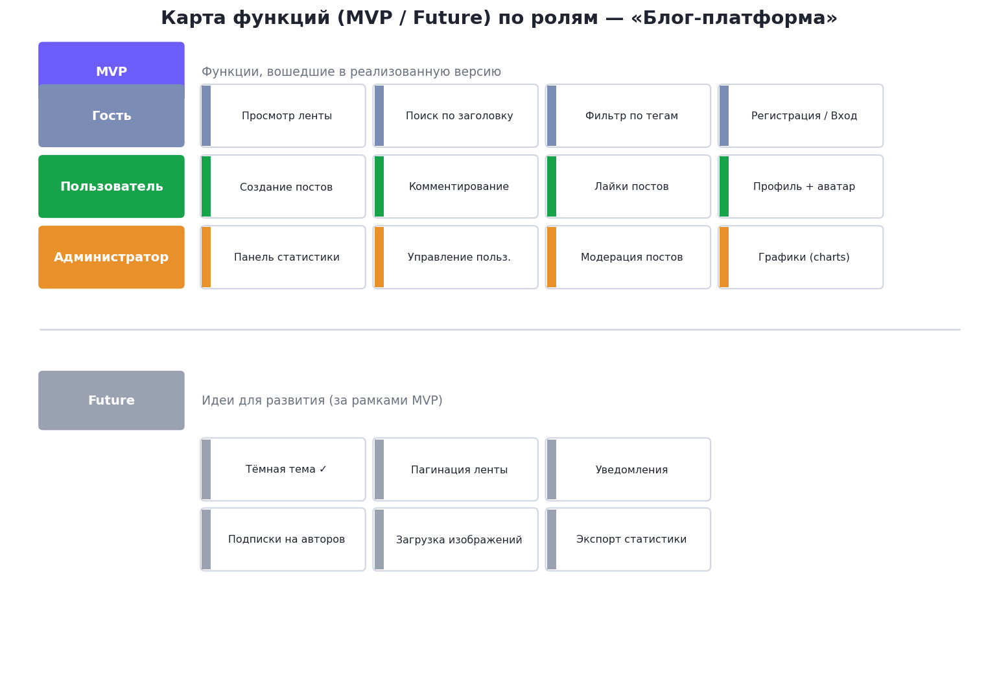 Карта функций (MVP / Future) по ролям — «Блог-платформа»
MVP
Функции, вошедшие в реализованную версию
Гость
Просмотр ленты
Поиск по заголовку
Фильтр по тегам
Регистрация / Вход
Пользователь
Создание постов
Комментирование
Лайки постов
Профиль + аватар
Администратор
Панель статистики
Управление польз.
Модерация постов
Графики (charts)
Future
Идеи для развития (за рамками MVP)
Тёмная тема ✓
Пагинация ленты
Уведомления
Подписки на авторов
Загрузка изображений
Экспорт статистики